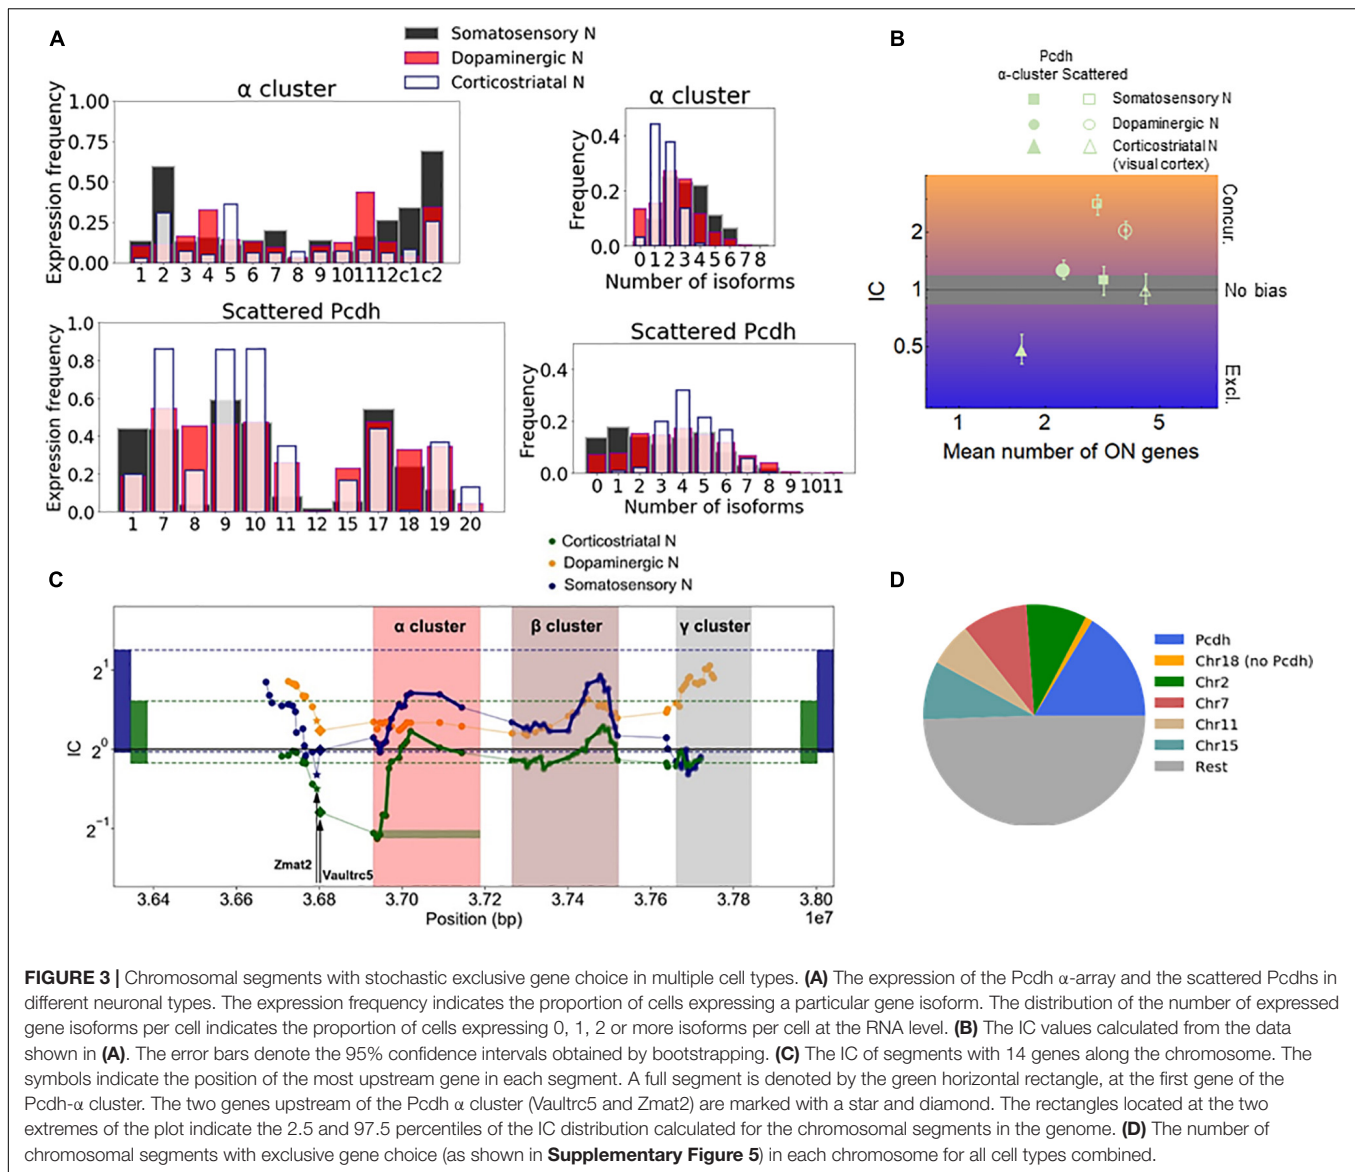 A
Somatosensory N
Dopaminergic N
Corticostriatal N
α cluster
Expression frequency
1.00
0.75
0.50
0.25
0.00
1 2 3 4 5 6 7 8 9 10 11 12 c1 c2
α cluster
Frequency
0.4
0.2
0.0
0 1 2 3 4 5 6 7 8
Number of isoforms
Scattered Pcdh
Expression frequency
1.0
0.8
0.6
0.4
0.2
0.0
1 7 8 9 10 11 12 15 17 18 19 20
Scattered Pcdh
Frequency
0.4
0.2
0.0
0 1 2 3 4 5 6 7 8 9 10 11
Number of isoforms
B
Pcdh
α-cluster Scattered
Somatosensory N
Dopaminergic N
Corticostriatal N
(visual cortex)
IC
2
1
0.5
Concur.
No bias
Excl.
1 2 5
Mean number of ON genes
C
Corticostriatal N
Dopaminergic N
Somatosensory N
α cluster
β cluster
γ cluster
IC
2^1
2^0
2^-1
Zmat2
Vaultrc5
3.64 3.66 3.68 3.70 3.72 3.74 3.76 3.78 3.80
1e7
Position (bp)
D
Pcdh
Chr18 (no Pcdh)
Chr2
Chr7
Chr11
Chr15
Rest
FIGURE 3 | Chromosomal segments with stochastic exclusive gene choice in multiple cell types. (A) The expression of the Pcdh α-array and the scattered Pcdhs in
different neuronal types. The expression frequency indicates the proportion of cells expressing a particular gene isoform. The distribution of the number of expressed
gene isoforms per cell indicates the proportion of cells expressing 0, 1, 2 or more isoforms per cell at the RNA level. (B) The IC values calculated from the data
shown in (A). The error bars denote the 95% confidence intervals obtained by bootstrapping. (C) The IC of segments with 14 genes along the chromosome. The
symbols indicate the position of the most upstream gene in each segment. A full segment is denoted by the green horizontal rectangle, at the first gene of the
Pcdh-α cluster. The two genes upstream of the Pcdh α cluster (Vaultrc5 and Zmat2) are marked with a star and diamond. The rectangles located at the two
extremes of the plot indicate the 2.5 and 97.5 percentiles of the IC distribution calculated for the chromosomal segments in the genome. (D) The number of
chromosomal segments with exclusive gene choice (as shown in Supplementary Figure 5) in each chromosome for all cell types combined.